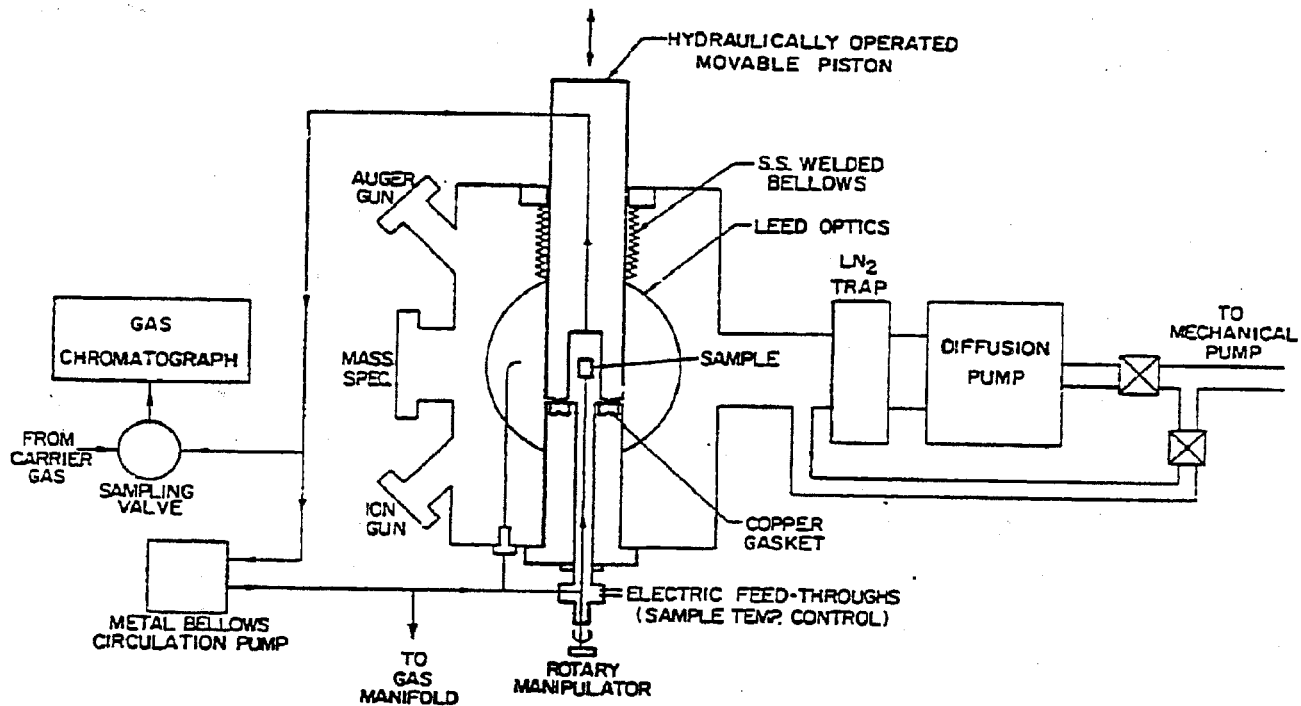 HYDRAULICALLY OPERATED
MOVABLE PISTON
S.S. WELDED
BELLOWS
AUGER
GUN
LEED OPTICS
LN2
TRAP
GAS
CHROMATOGRAPH
MASS
SPEC.
SAMPLE
DIFFUSION
PUMP
TO
MECHANICAL
PUMP
FROM
CARRIER
GAS
SAMPLING
VALVE
ION
GUN
COPPER
GASKET
ELECTRIC FEED-THROUGHS
(SAMPLE TEMP. CONTROL)
METAL BELLOWS
CIRCULATION PUMP
TO
GAS
MANIFOLD
ROTARY
MANIPULATOR